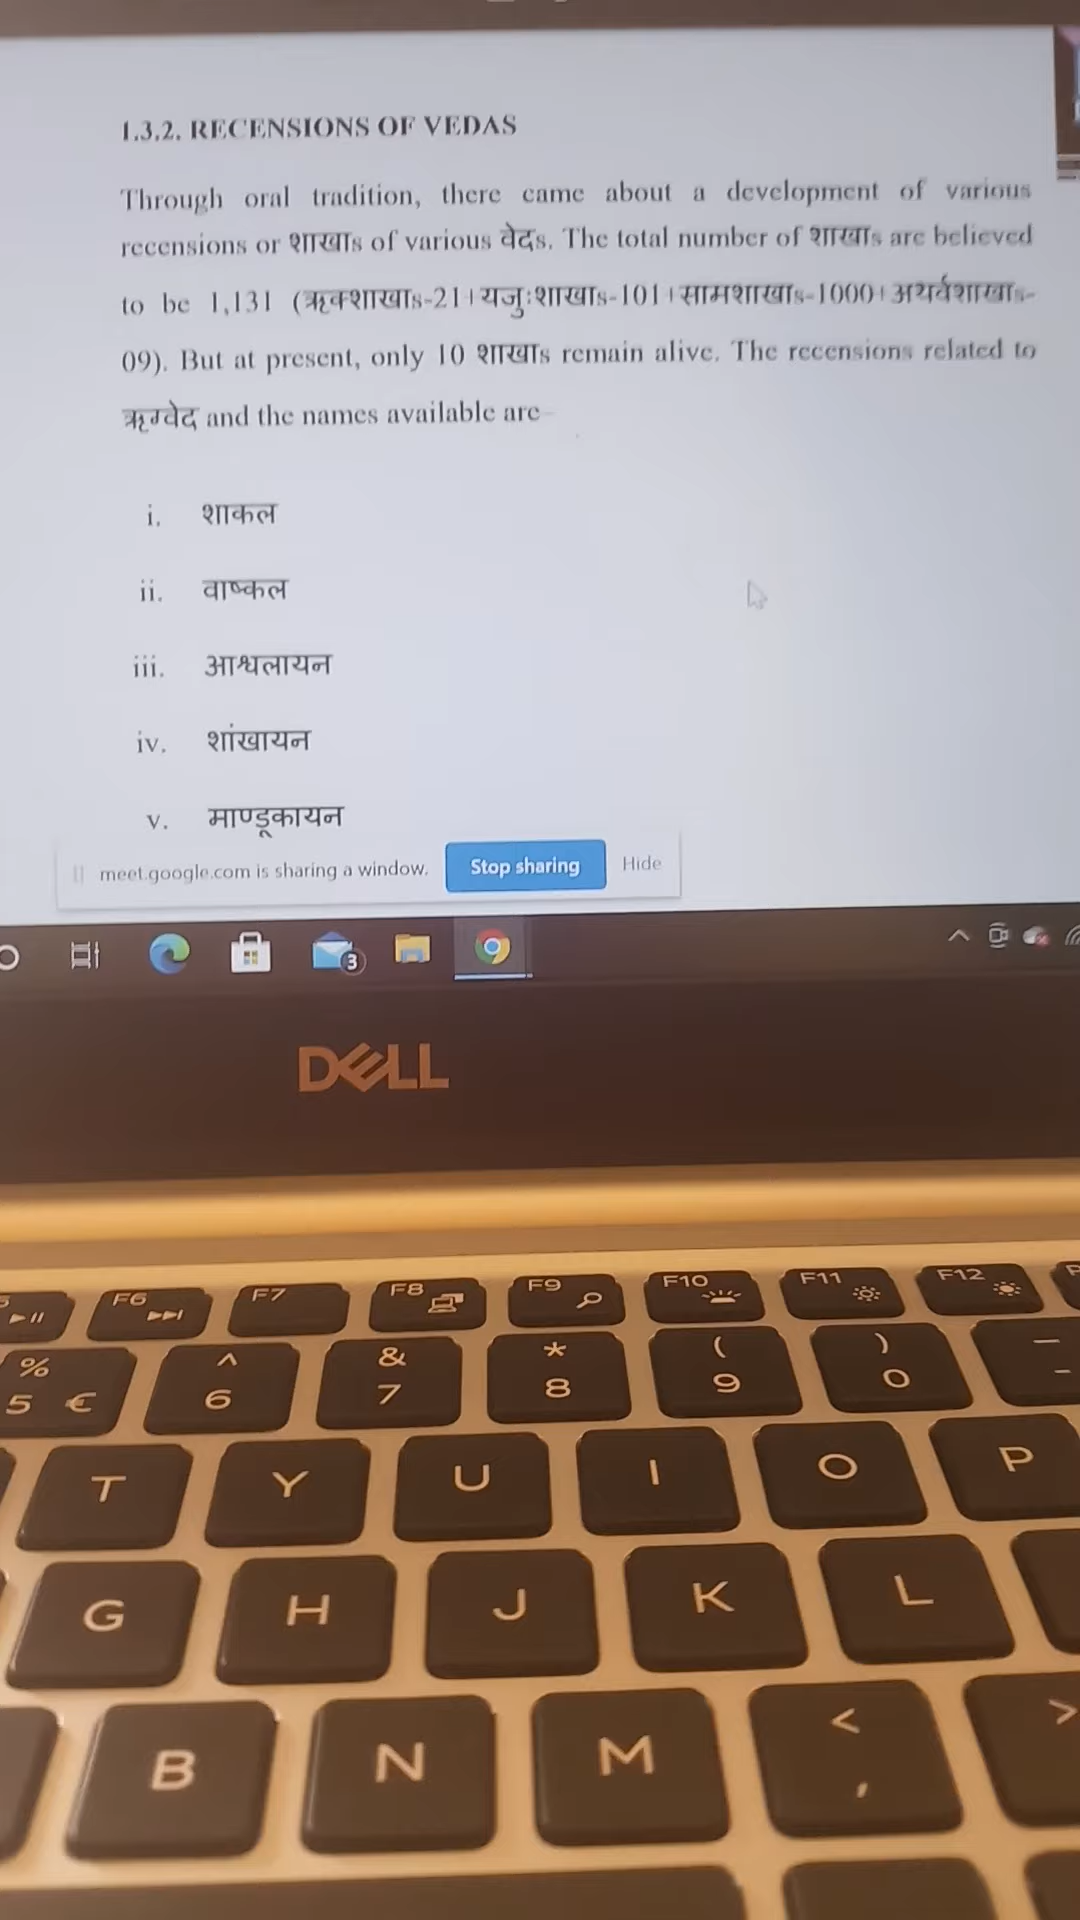 1.3.2. RECENSIONS OF VEDAS
Through oral tradition, there came about a development of various
recensions or शाखाs of various वेदs. The total number of शाखाs are believed
to be 1,131 (ऋक्शाखाs-21+यजुःशाखाs-101+सामशाखाs-1000+अथर्वशाखाs-
09). But at present, only 10 शाखाs remain alive. The recensions related to
ऋग्वेद and the names available are-
i. शाकल
ii. वाष्कल
iii. आश्वलायन
iv. शांखायन
v. माण्डूकायन
meet.google.com is sharing a window. Stop sharing Hide
3
DELL
F6 F7 F8 F9 F10 F11 F12
% ^ & * ( )
5 € 6 7 8 9 0
T Y U I O P
G H J K L
B N M < >
,